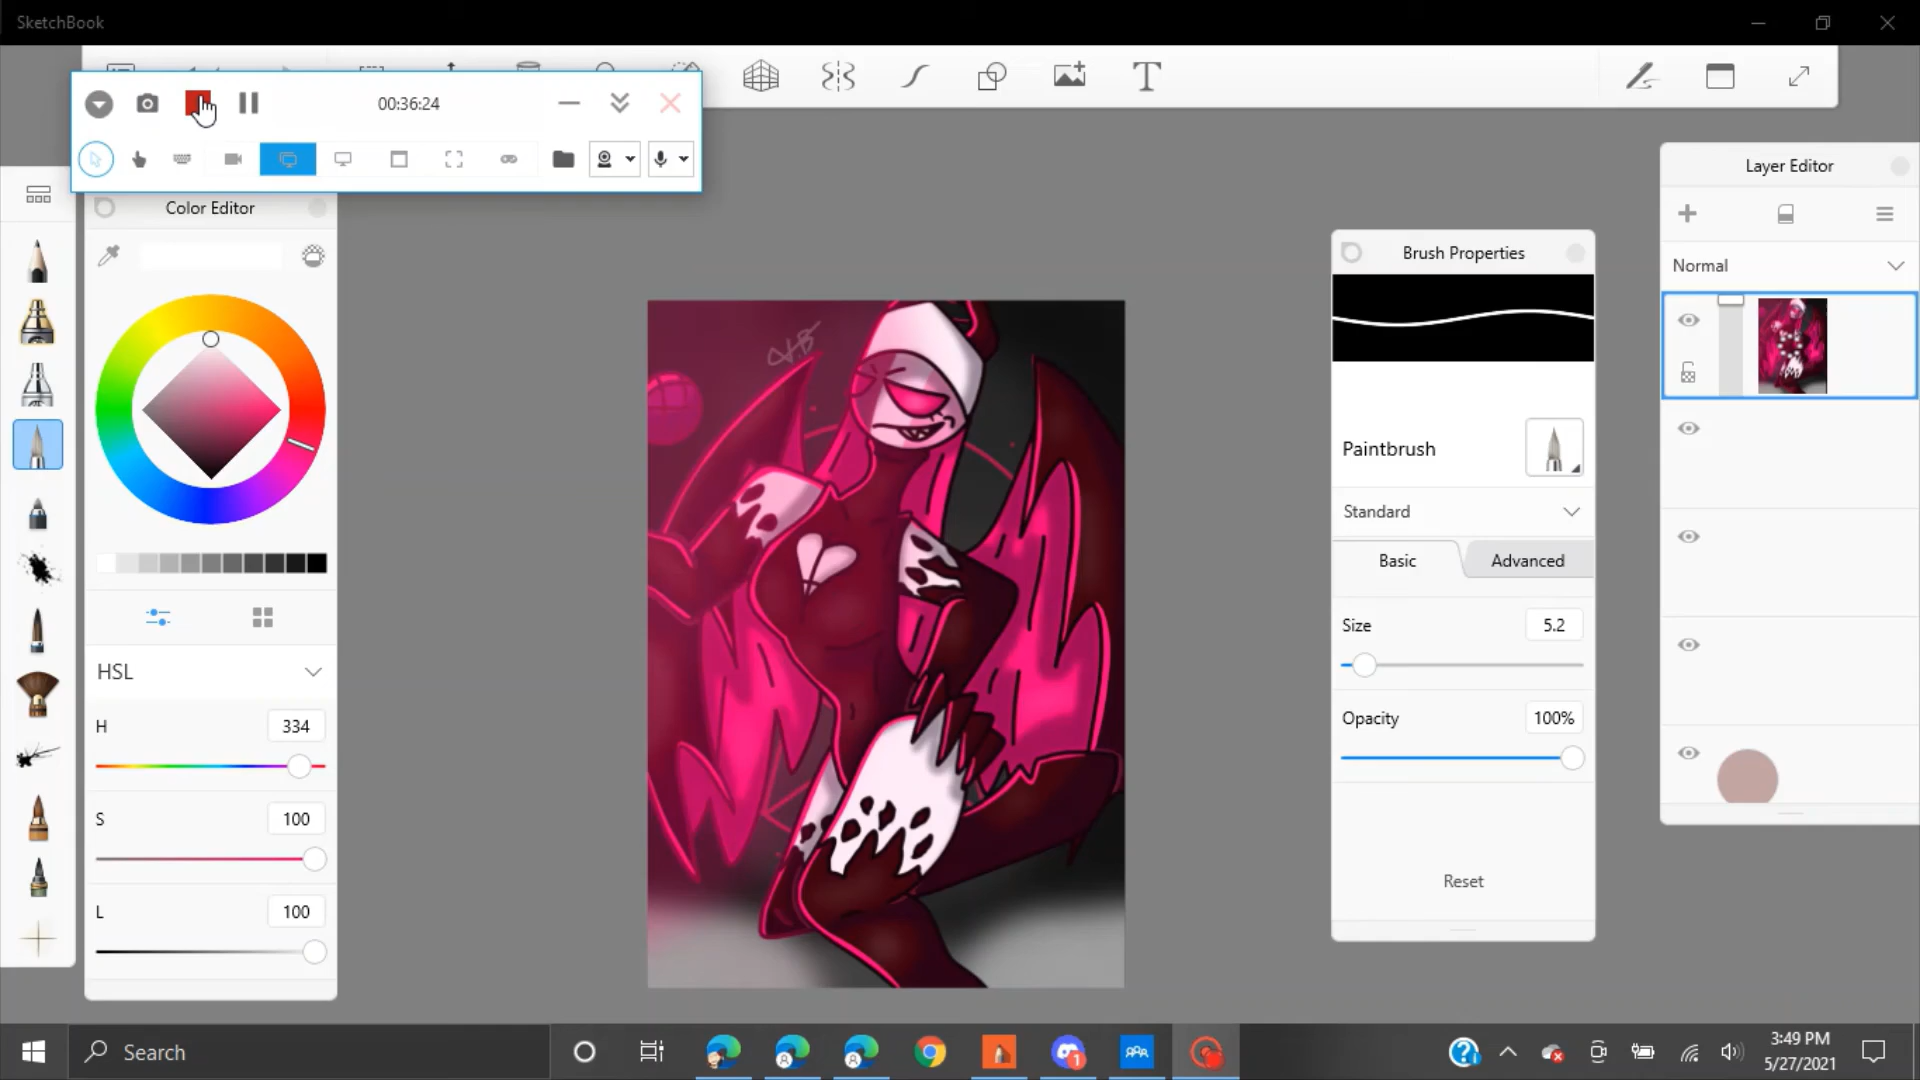 SketchBook
00:36:24
Color Editor
HSL
H 334
S 100
L 100
Brush Properties
Paintbrush
Standard
Basic Advanced
Size 5.2
Opacity 100%
Reset
Layer Editor
Normal
Search
1
3:49 PM
5/27/2021